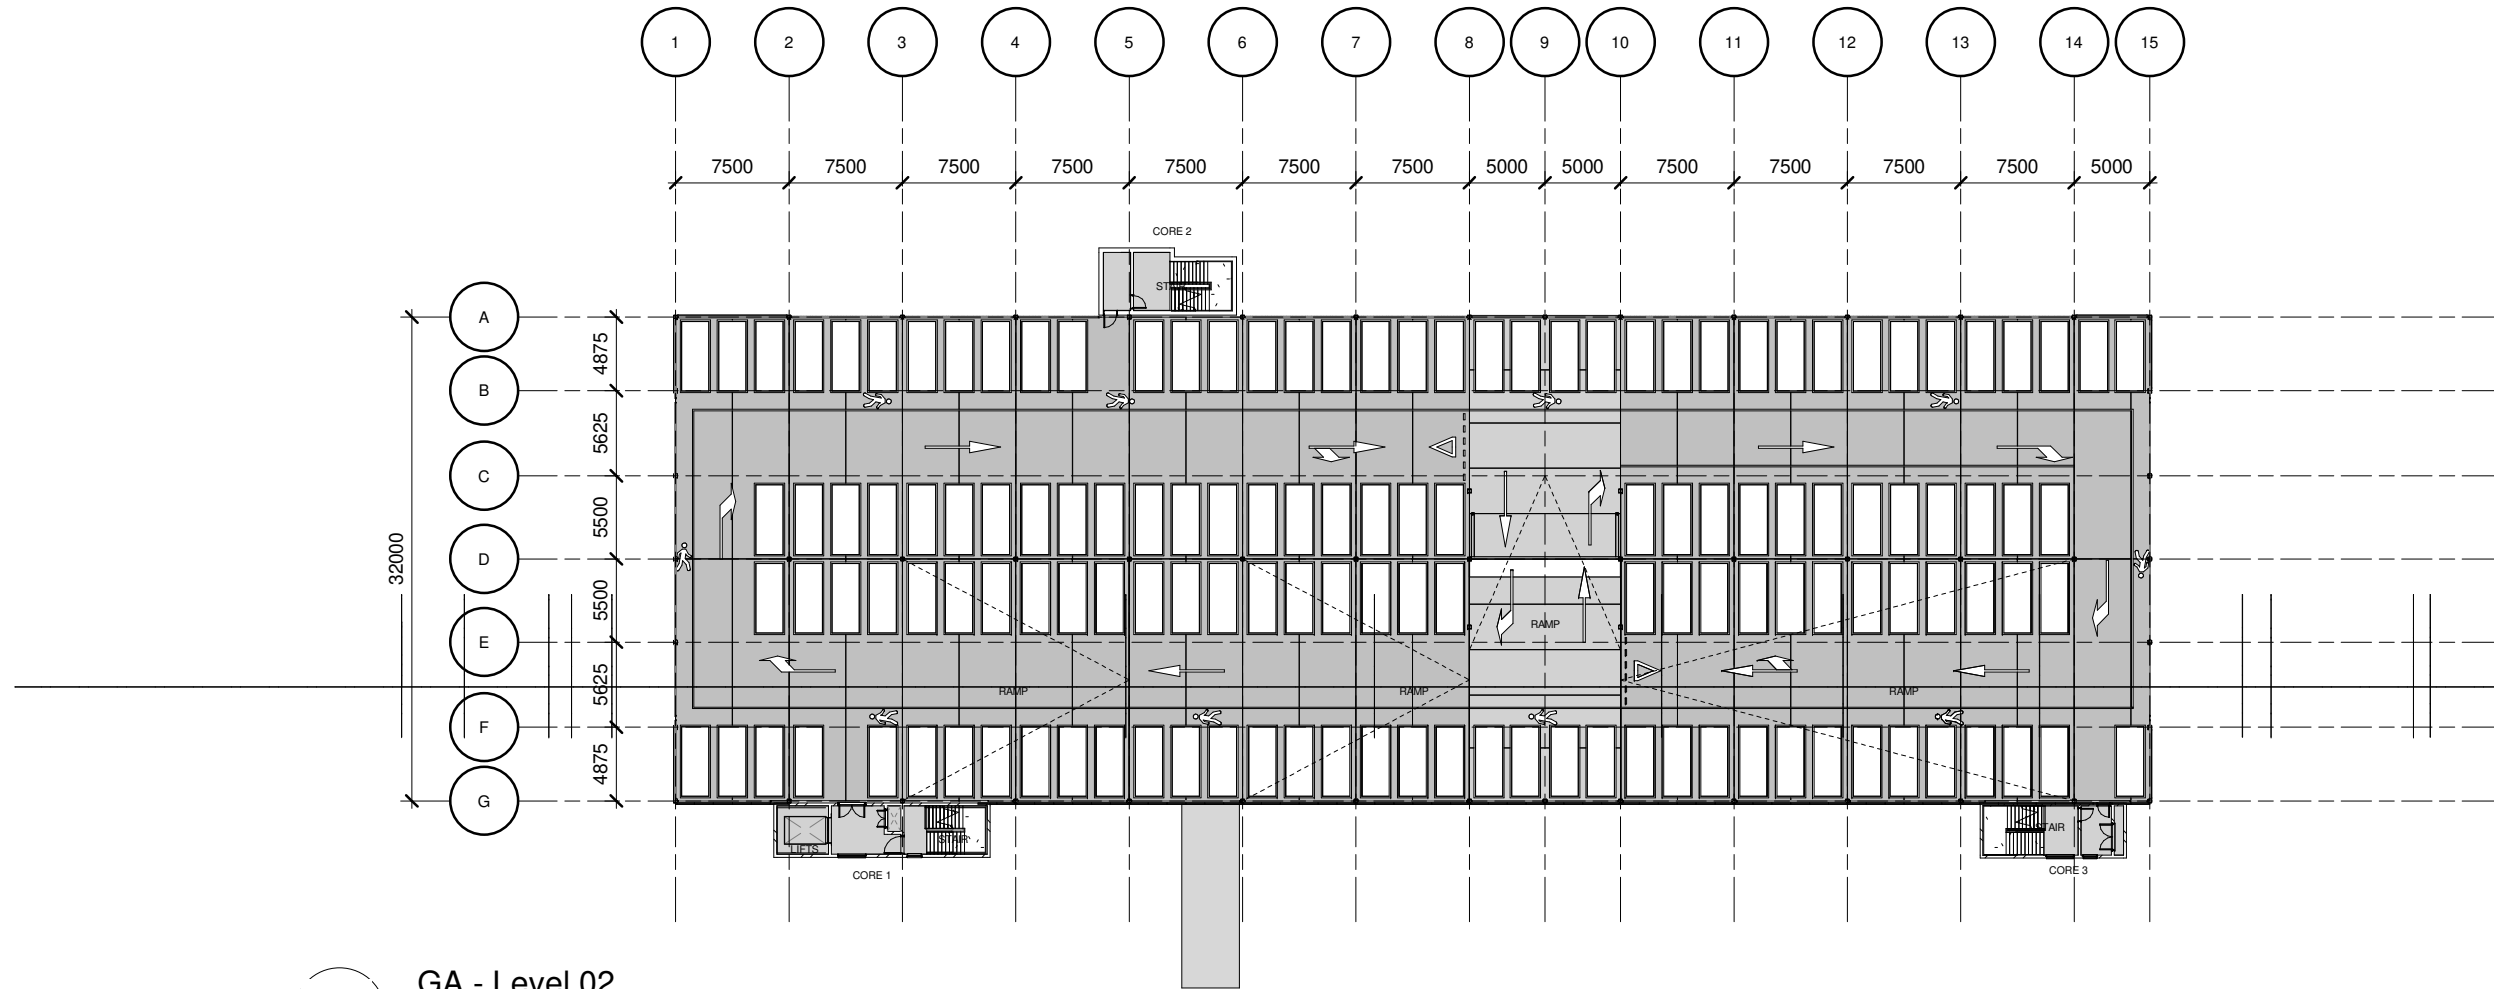 1 2 3 4 5 6 7 8 9 10 11 12 13 14 15
7500 7500 7500 7500 7500 7500 7500 5000 5000 7500 7500 7500 7500 5000
CORE 2
A
4875
B
5625
C
5500
32000
D
5500
E
RAMP
5625
RAMP RAMP RAMP
F
4875
G
STAIR
STAIR
LIFTS
CORE 3
CORE 1
GA - Level 02